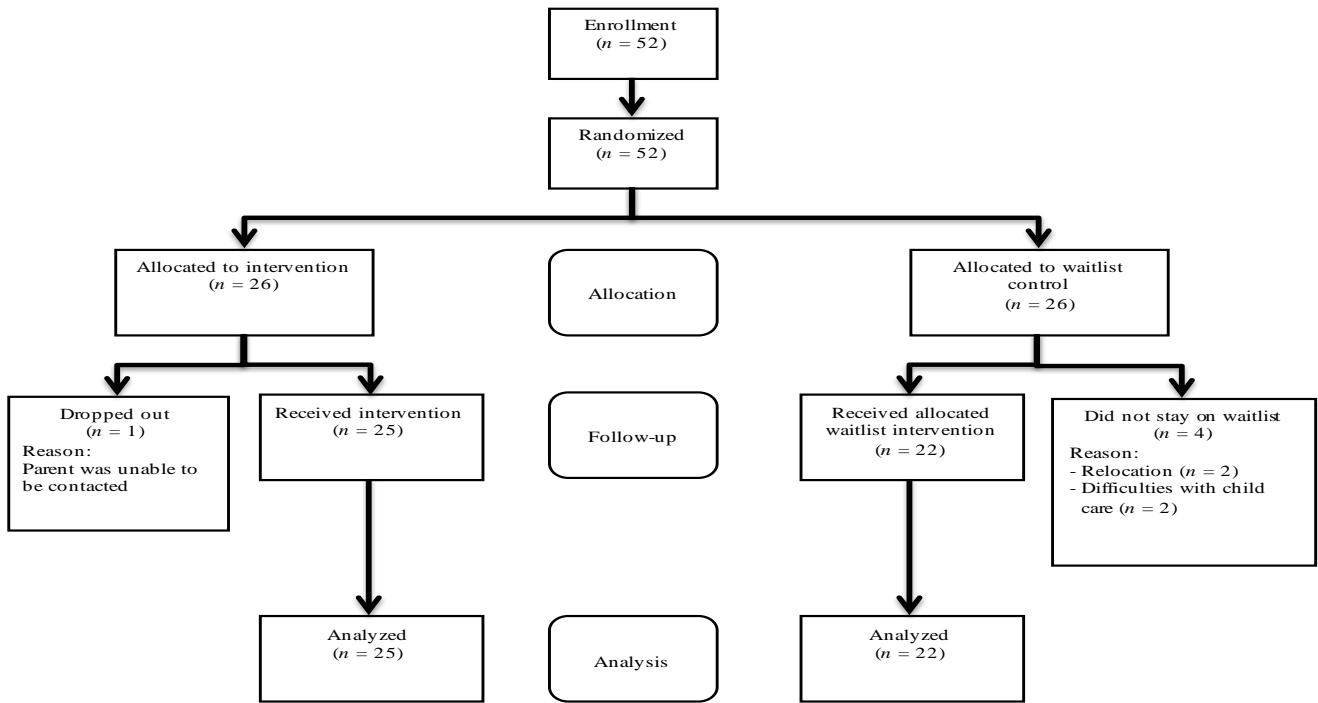 Enrollment
(n = 52)
Randomized
(n = 52)
Allocated to intervention
(n = 26)
Allocation
Allocated to waitlist
control
(n = 26)
Dropped out
(n = 1)
Reason:
Parent was unable to
be contacted
Received intervention
(n = 25)
Follow-up
Received allocated
waitlist intervention
(n = 22)
Did not stay on waitlist
(n = 4)
Reason:
- Relocation (n = 2)
- Difficulties with child
care (n = 2)
Analyzed
(n = 25)
Analysis
Analyzed
(n = 22)